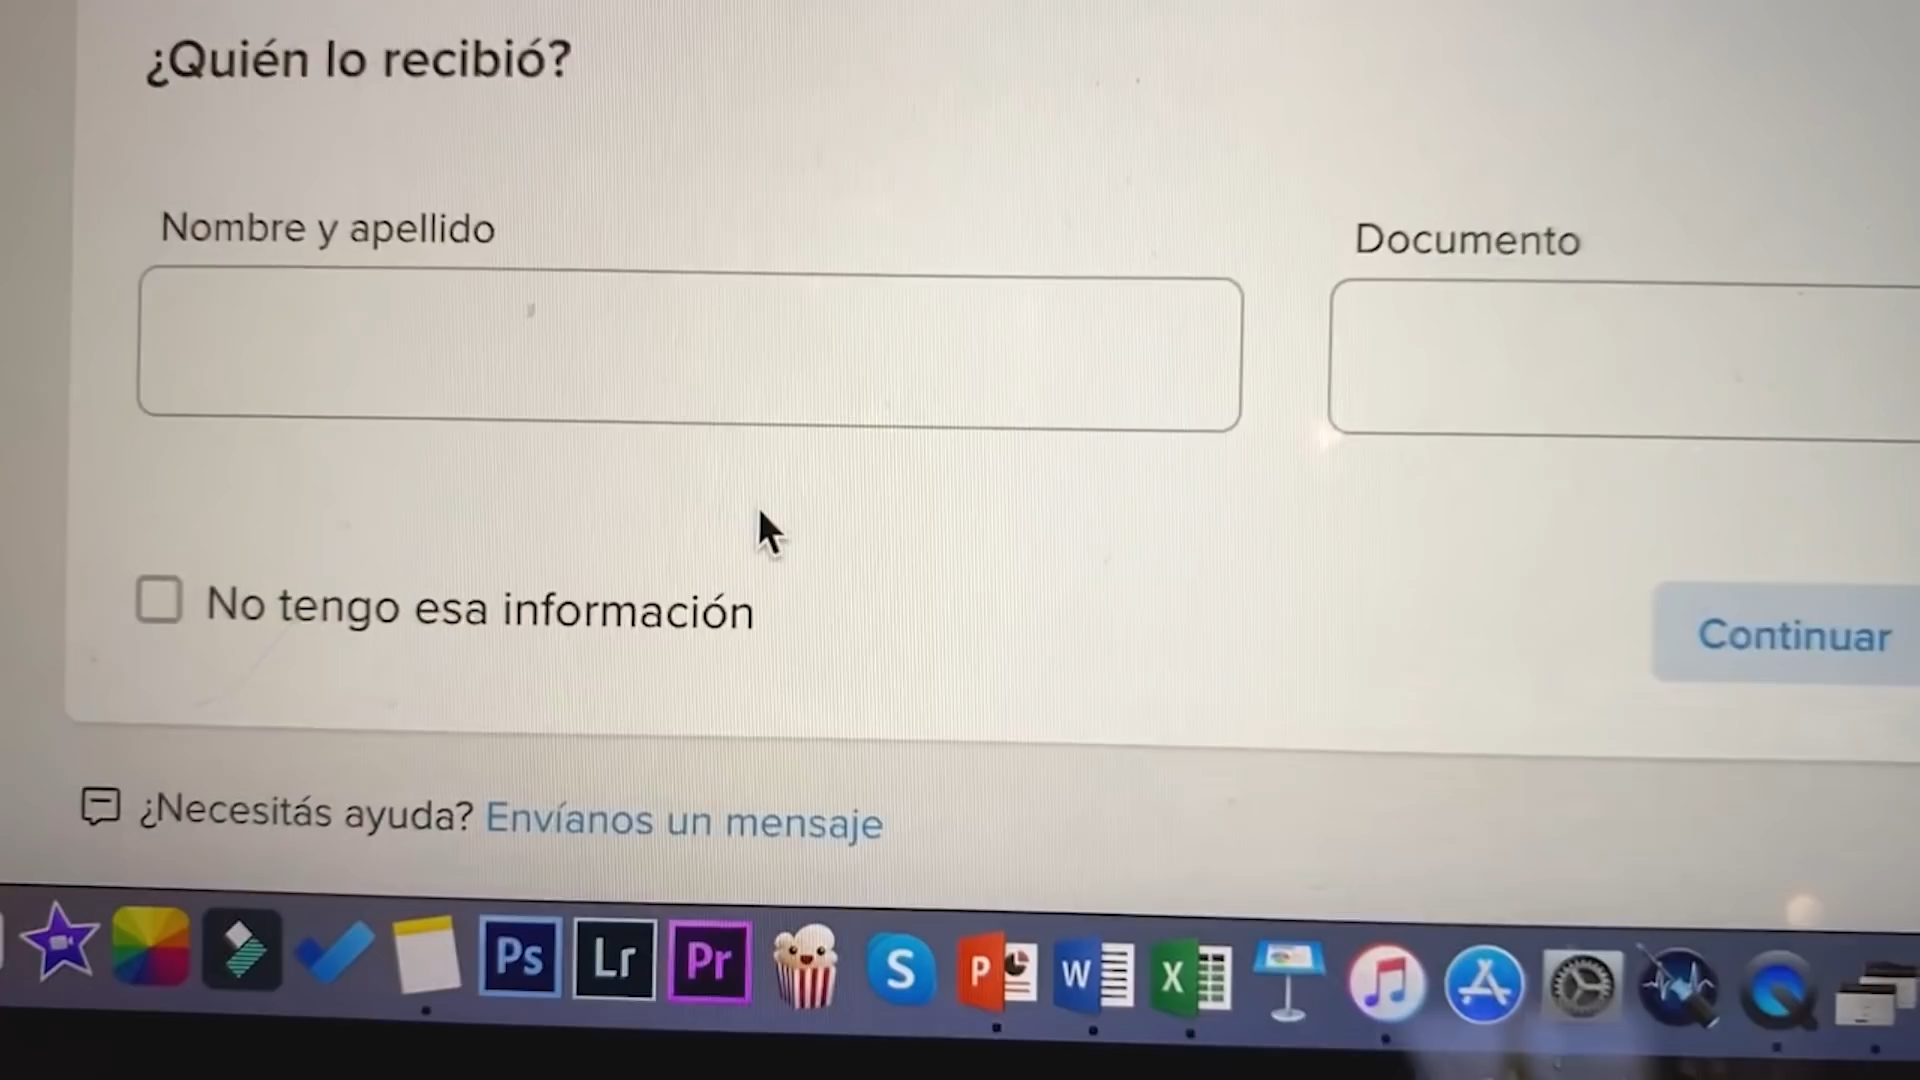 ¿Quién lo recibió?
Nombre y apellido
Documento
No tengo esa información
Continuar
¿Necesitás ayuda? Envíanos un mensaje
Ps Lr Pr S P W X